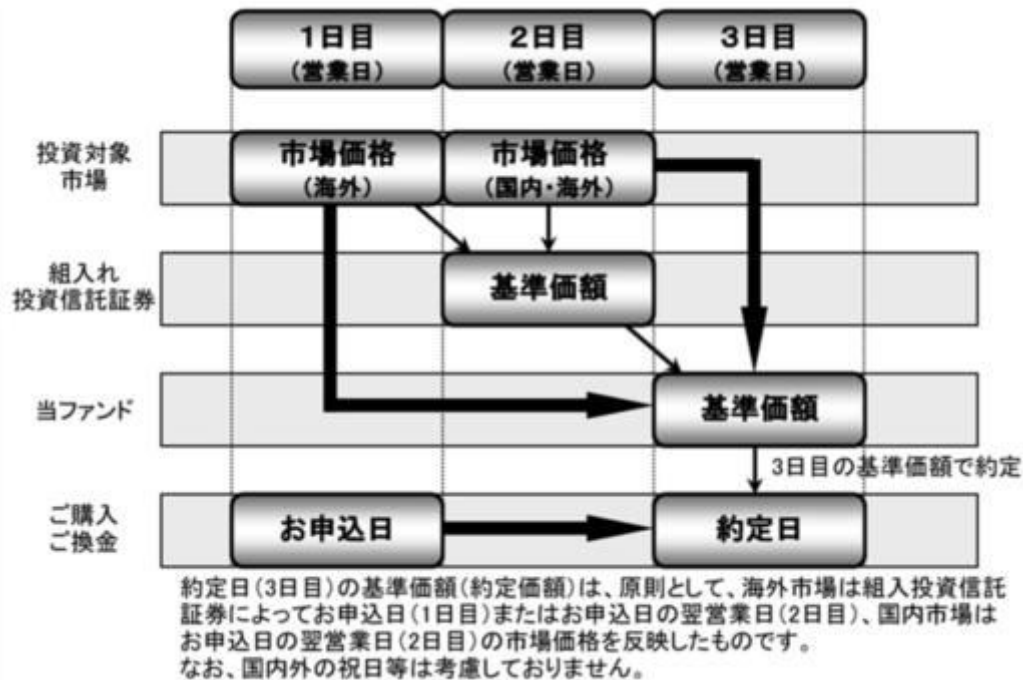 1日目 2日目 3日目
(営業日) (営業日) (営業日)
投資対象
市場
市場価格
(海外)
市場価格
(国内・海外)
組入れ
投資信託証券
基準価額
当ファンド
基準価額
3日目の基準価額で約定
ご購入
ご換金
お申込日
約定日
約定日(3日目)の基準価額(約定価額)は、原則として、海外市場は組入投資信託
証券によってお申込日(1日目)またはお申込日の翌営業日(2日目)、国内市場は
お申込日の翌営業日(2日目)の市場価格を反映したものです。
なお、国内外の祝日等は考慮しておりません。